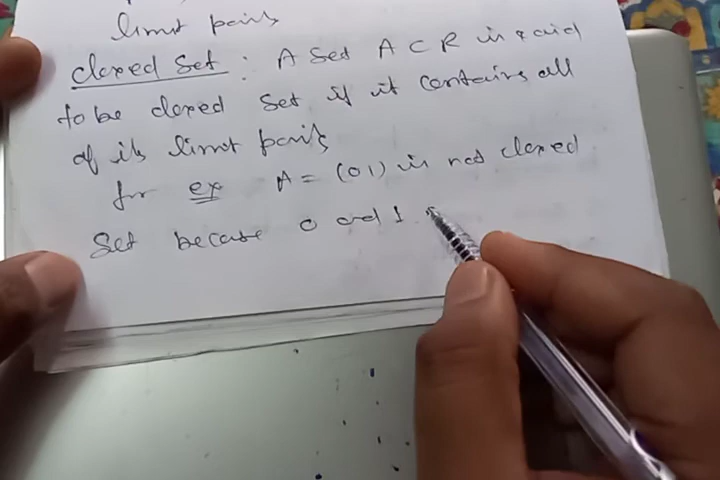 limit points
closed set : A set A ⊂ R is said
to be closed set if it contains all
of its limit points
for ex A = (0 1) is not closed
set because 0 and 1